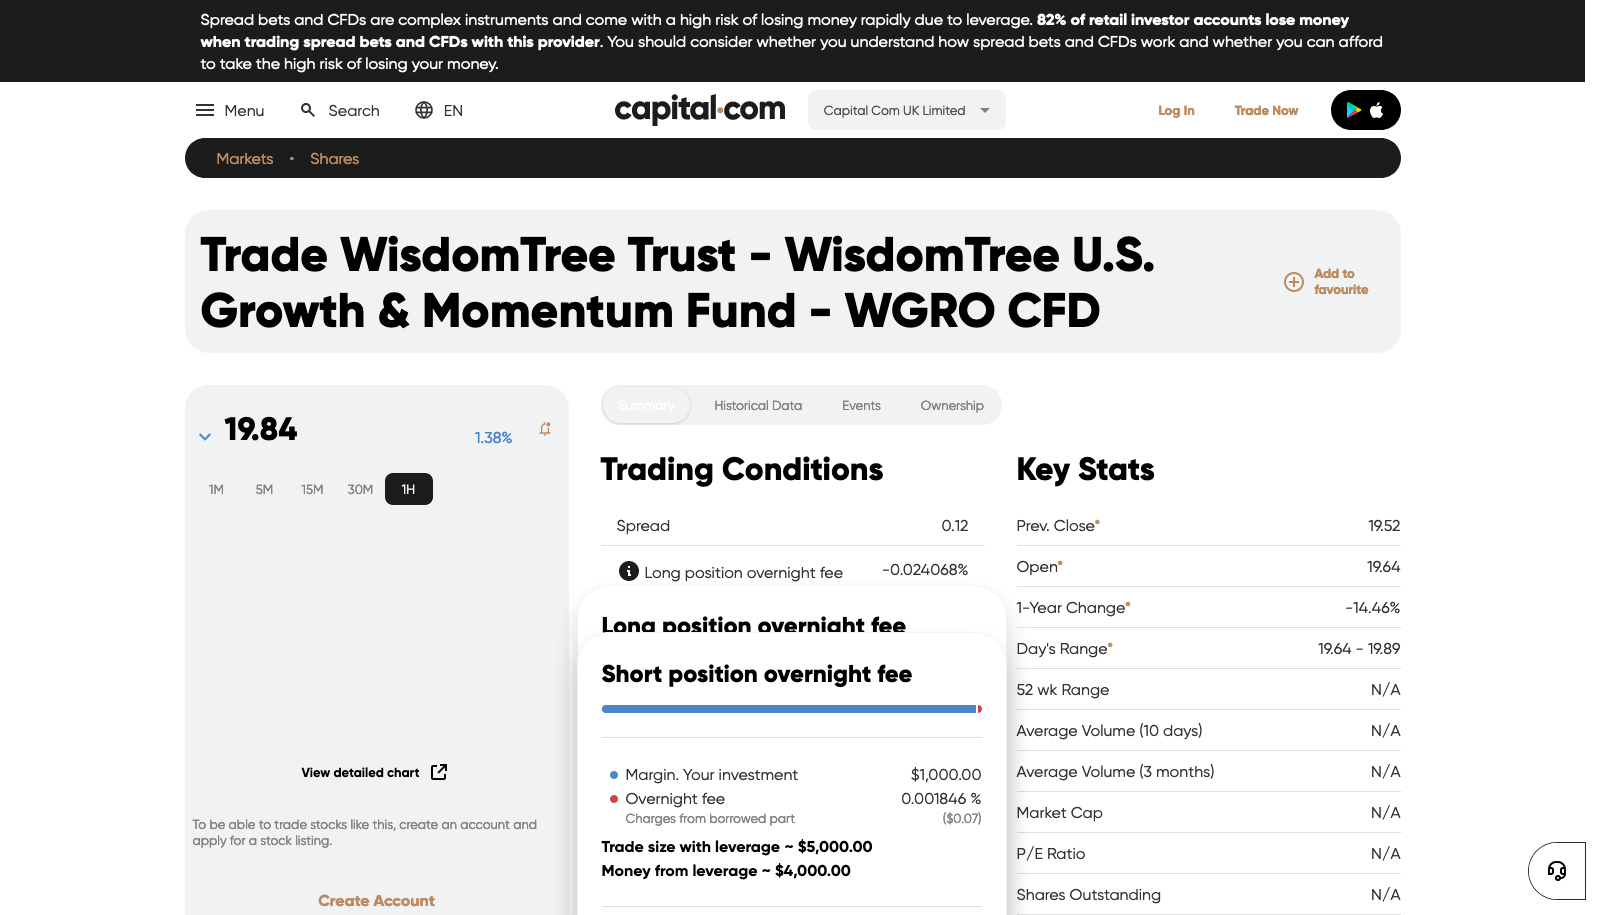 Spread bets and CFDs are complex instruments and come with a high risk of losing money rapidly due to leverage. 82% of retail investor accounts lose money
when trading spread bets and CFDs with this provider. You should consider whether you understand how spread bets and CFDs work and whether you can afford
to take the high risk of losing your money.
Menu
Search
EN
capital.com
Capital Com UK Limited
Log In
Trade Now
Markets
Shares
Trade WisdomTree Trust - WisdomTree U.S.
Growth & Momentum Fund - WGRO CFD
Add to
favourite
19.84
1.38%
1M 5M 15M 30M 1H
View detailed chart
To be able to trade stocks like this, create an account and
apply for a stock listing.
Create Account
Summary
Historical Data
Events
Ownership
Trading Conditions
Spread 0.12
Long position overnight fee -0.024068%
Long position overnight fee
Short position overnight fee
Margin. Your investment $1,000.00
Overnight fee 0.001846 %
Charges from borrowed part ($0.07)
Trade size with leverage ~ $5,000.00
Money from leverage ~ $4,000.00
Key Stats
Prev. Close* 19.52
Open* 19.64
1-Year Change* -14.46%
Day's Range* 19.64 - 19.89
52 wk Range N/A
Average Volume (10 days) N/A
Average Volume (3 months) N/A
Market Cap N/A
P/E Ratio N/A
Shares Outstanding N/A